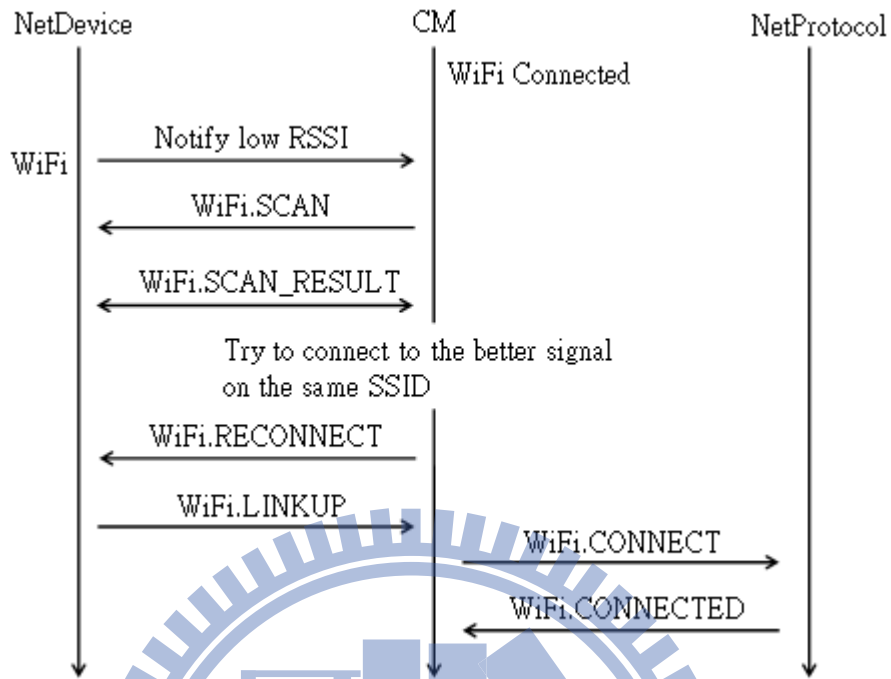 NetDevice
CM
NetProtocol
WiFi Connected
Notify low RSSI
WiFi
WiFi.SCAN
WiFi.SCAN_RESULT
Try to connect to the better signal
on the same SSID
WiFi.RECONNECT
WiFi.LINKUP
WiFi.CONNECT
WiFi.CONNECTED